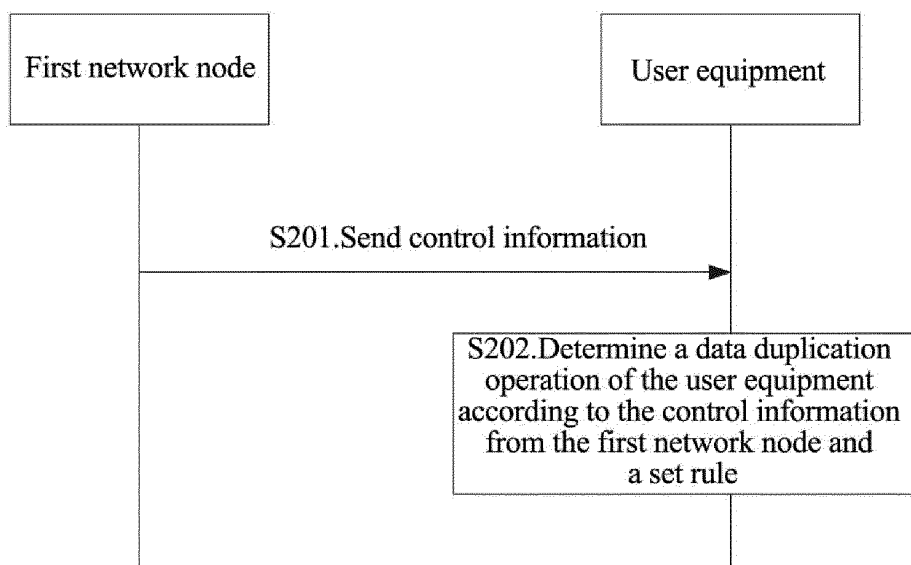 First network node
User equipment
S201.Send control information
S202.Determine a data duplication
operation of the user equipment
according to the control information
from the first network node and
a set rule